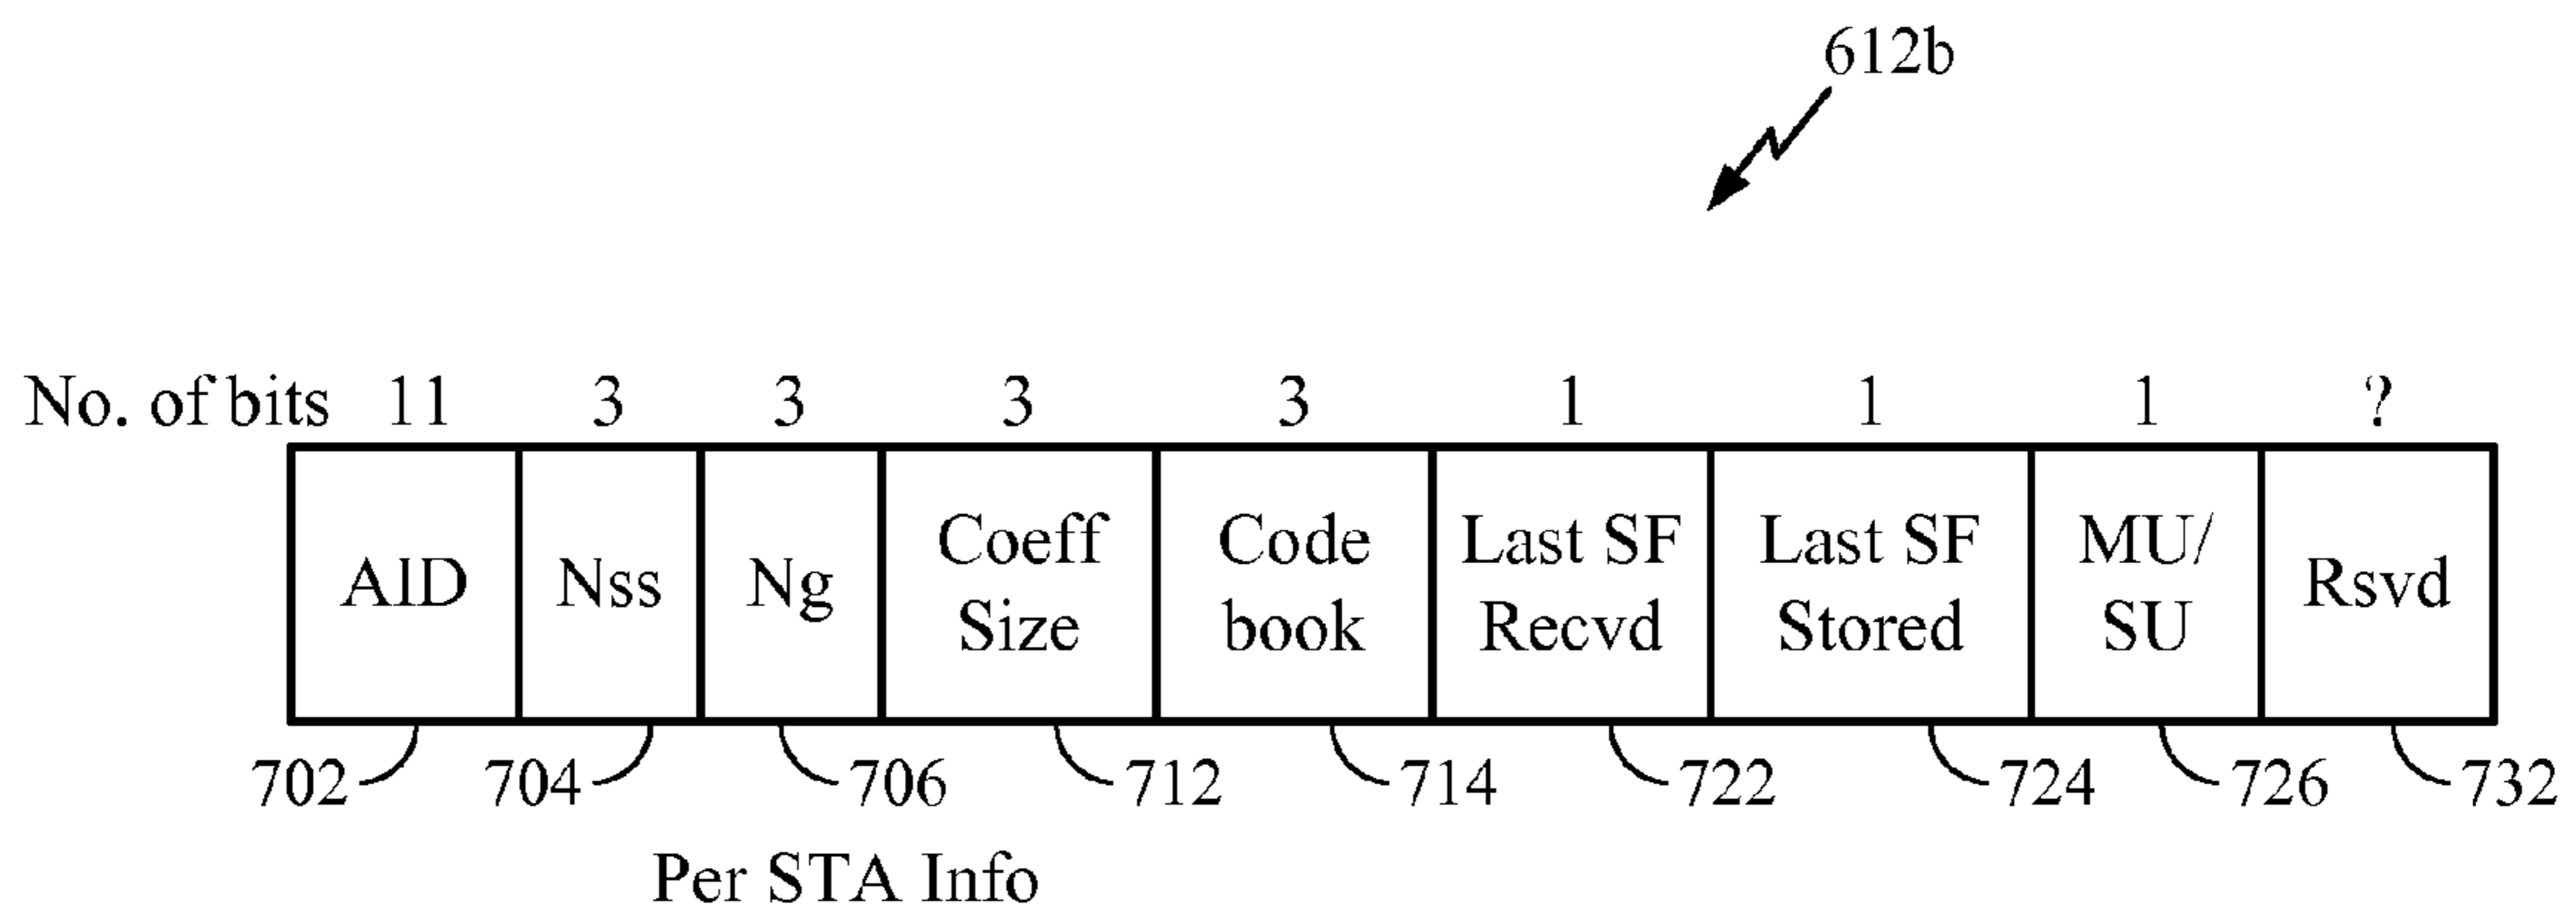 612b
No. of bits 11 3 3 3 3 1 1 1 ?
AID Nss Ng Coeff Size Code book Last SF Recvd Last SF Stored MU/ SU Rsvd
702 704 706 712 714 722 724 726 732
Per STA Info